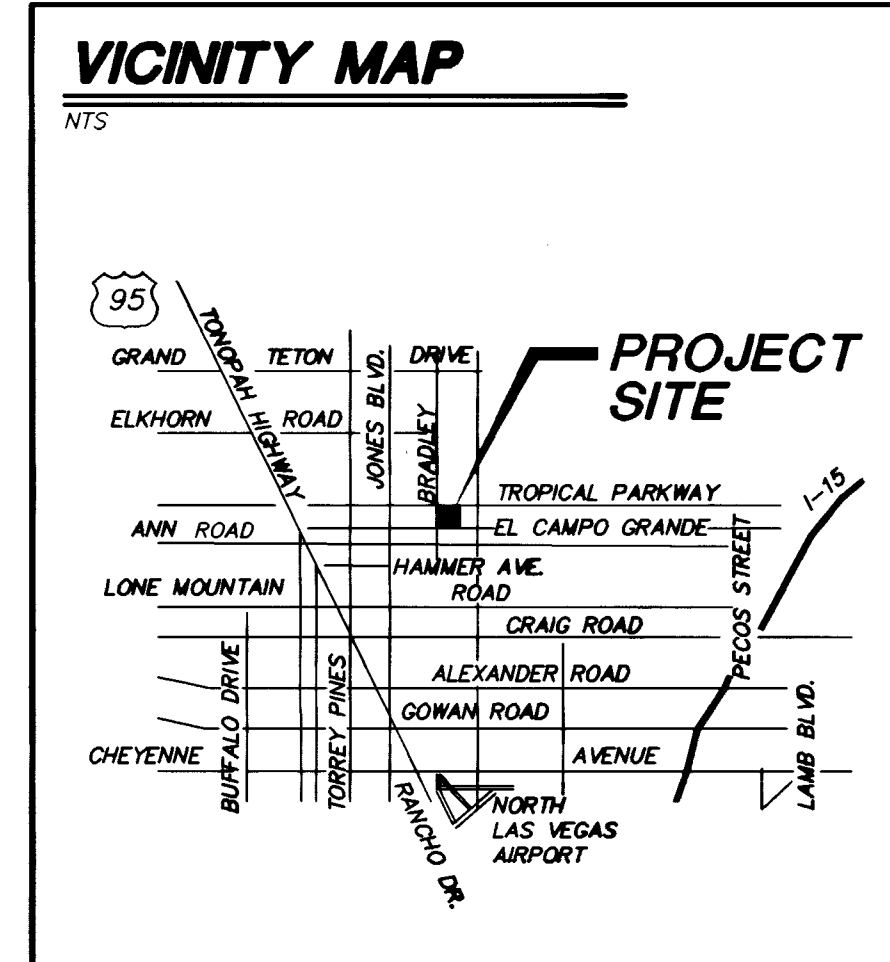 VICINITY MAP
NTS
95
TONOPAH HIGHWAY
GRAND TETON DRIVE
PROJECT
SITE
ELKHORN ROAD
JONES BLVD.
BRADLEY
TROPICAL PARKWAY
I-15
ANN ROAD
EL CAMPO GRANDE
HAMMER AVE.
LONE MOUNTAIN ROAD
PECOS STREET
CRAIG ROAD
ALEXANDER ROAD
BUFFALO DRIVE
TORREY PINES
GOWAN ROAD
LAMB BLVD.
CHEYENNE AVENUE
RANCHO DR.
NORTH
LAS VEGAS
AIRPORT